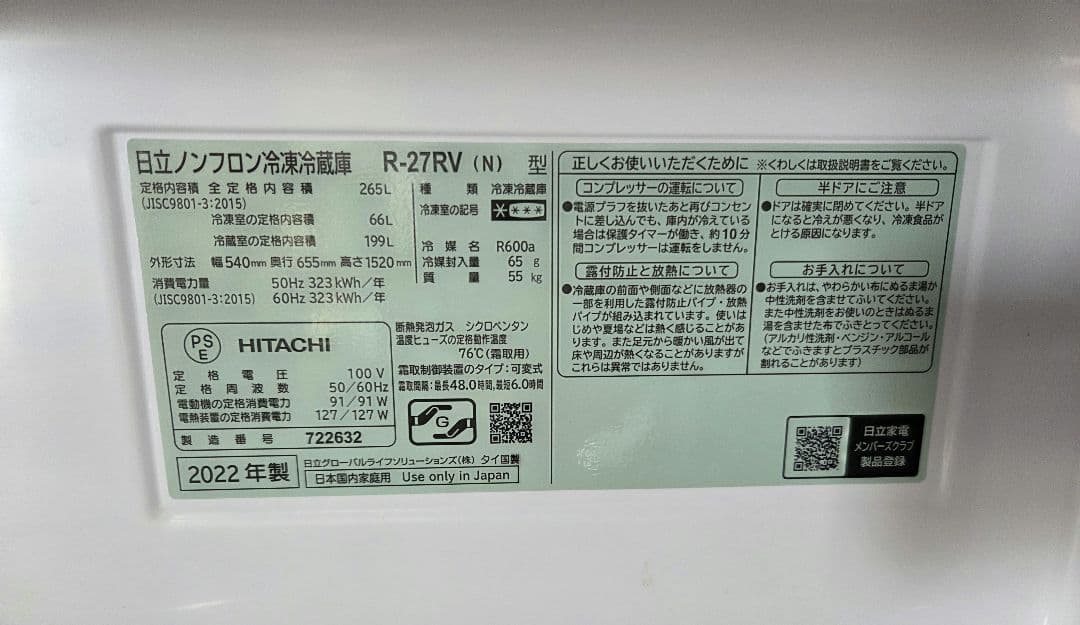 日立ノンフロン冷凍冷蔵庫 R-27RV (N) 型
定格内容積 全定格内容積 265L
(JISC9801-3:2015)
冷凍室の定格内容積 66L
冷蔵室の定格内容積 199L
外形寸法 幅540mm 奥行655mm 高さ1520mm
消費電力量 50Hz 323kWh/年
(JISC9801-3:2015) 60Hz 323kWh/年
種類 冷凍冷蔵庫
冷凍室の記号 ****
冷媒名 R600a
冷媒封入量 65 g
質量 55 kg
PSE HITACHI
定格電圧 100 V
定格周波数 50/60Hz
電動機の定格消費電力 91/91 W
電熱装置の定格消費電力 127/127 W
製造番号 722632
断熱発泡ガス シクロペンタン
温度ヒューズの定格動作温度
76℃(霜取用)
霜取制御装置のタイプ:可変式
霜取間隔:最長48.0時間,最短6.0時間
G
2022年製
日立グローバルライフソリューションズ(株) タイ国製
日本国内家庭用 Use only in Japan
正しくお使いいただくために ※くわしくは取扱説明書をご覧ください。
コンプレッサーの運転について
●電源プラグを抜いたあと再びコンセン
トに差し込んでも、庫内が冷えている
場合は保護タイマーが働き、約10分
間コンプレッサーは運転をしません。
露付防止と放熱について
●冷蔵庫の前面や側面などに放熱器の
一部を利用した露付防止パイプ・放熱
パイプが組み込まれています。使いは
じめや夏場などは熱く感じることがあ
ります。また足元から暖かい風が出て
床や周辺が熱くなることがありますが
これらは異常ではありません。
半ドアにご注意
●ドアは確実に閉めてください。半ドア
になると冷えが悪くなり、冷凍食品が
とける原因になります。
お手入れについて
●お手入れは、やわらかい布にぬるま湯か
中性洗剤を含ませてふいてください。
また中性洗剤をお使いのときはぬるま
湯を含ませた布でふきとってください。
(アルカリ性洗剤・ベンジン・アルコール
などでふきますとプラスチック部品が
割れることがあります)
日立家電
メンバーズクラブ
製品登録